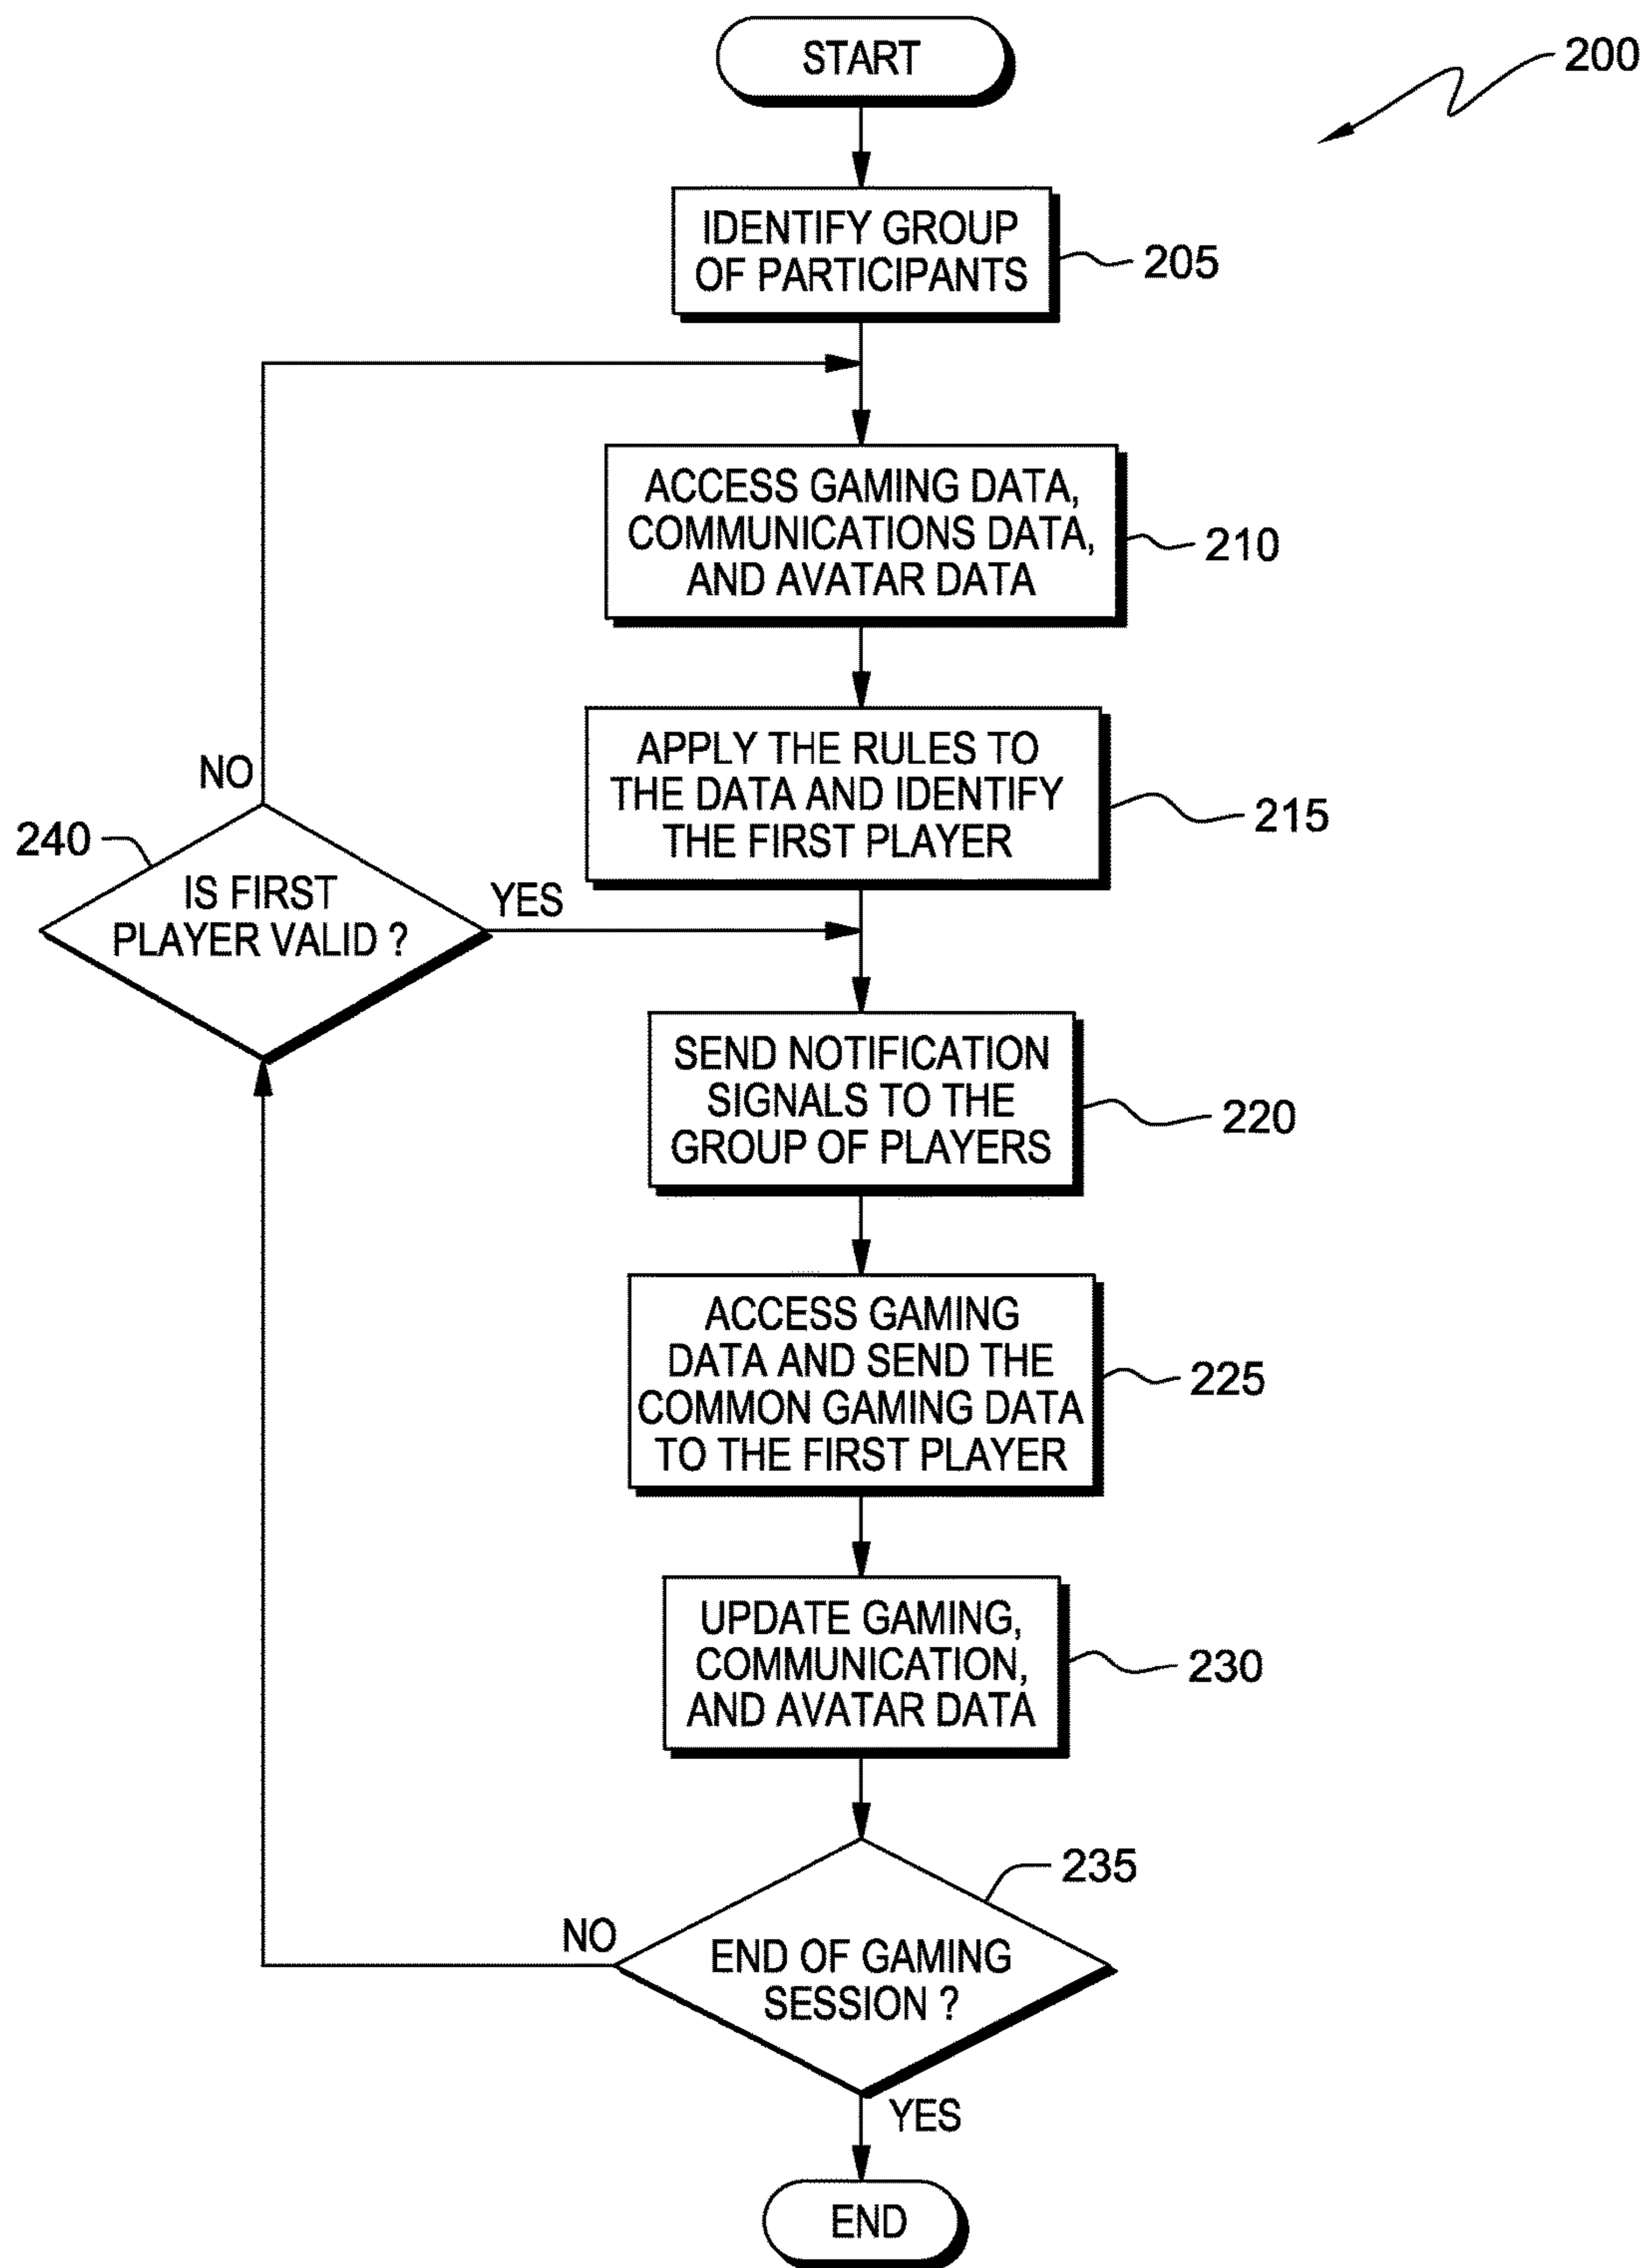 START
200
IDENTIFY GROUP
OF PARTICIPANTS
205
ACCESS GAMING DATA,
COMMUNICATIONS DATA,
AND AVATAR DATA
210
APPLY THE RULES TO
THE DATA AND IDENTIFY
THE FIRST PLAYER
215
NO
240
IS FIRST
PLAYER VALID ?
YES
SEND NOTIFICATION
SIGNALS TO THE
GROUP OF PLAYERS
220
ACCESS GAMING
DATA AND SEND THE
COMMON GAMING DATA
TO THE FIRST PLAYER
225
UPDATE GAMING,
COMMUNICATION,
AND AVATAR DATA
230
235
NO
END OF GAMING
SESSION ?
YES
END